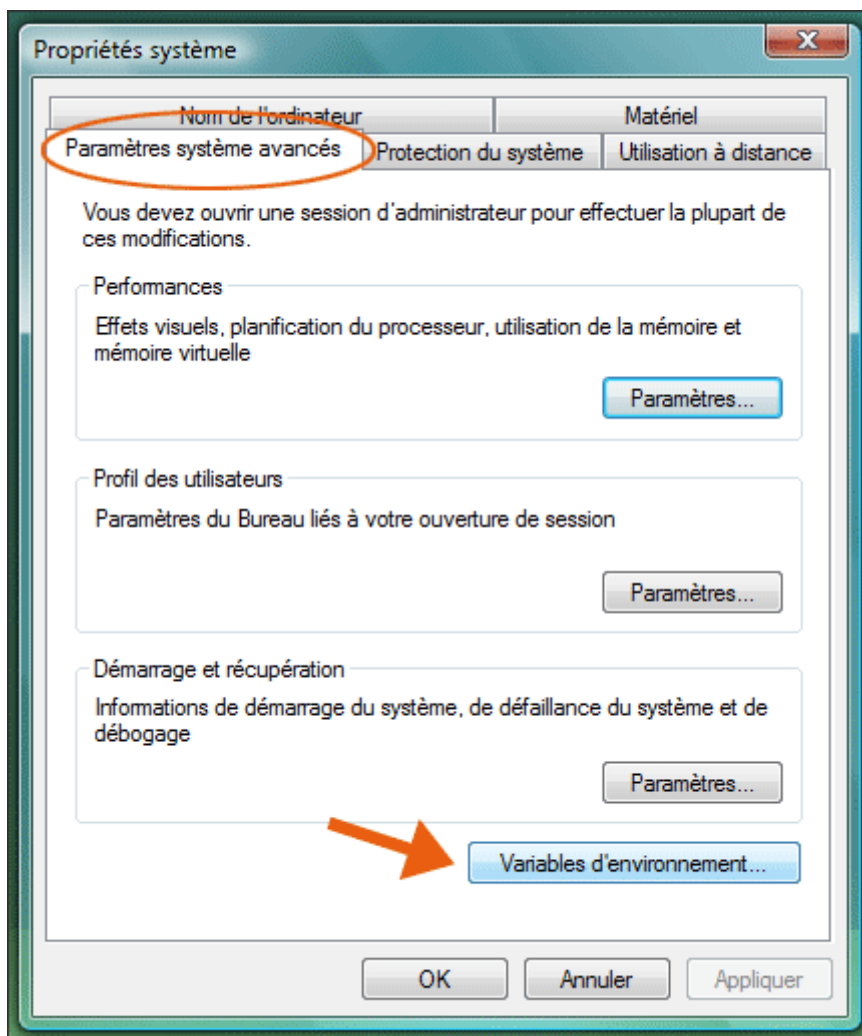 Propriétés système
Nom de l'ordinateur
Matériel
Paramètres système avancés
Protection du système
Utilisation à distance
Vous devez ouvrir une session d'administrateur pour effectuer la plupart de
ces modifications.
Performances
Effets visuels, planification du processeur, utilisation de la mémoire et
mémoire virtuelle
Paramètres...
Profil des utilisateurs
Paramètres du Bureau liés à votre ouverture de session
Paramètres...
Démarrage et récupération
Informations de démarrage du système, de défaillance du système et de
débogage
Paramètres...
Variables d'environnement...
OK
Annuler
Appliquer